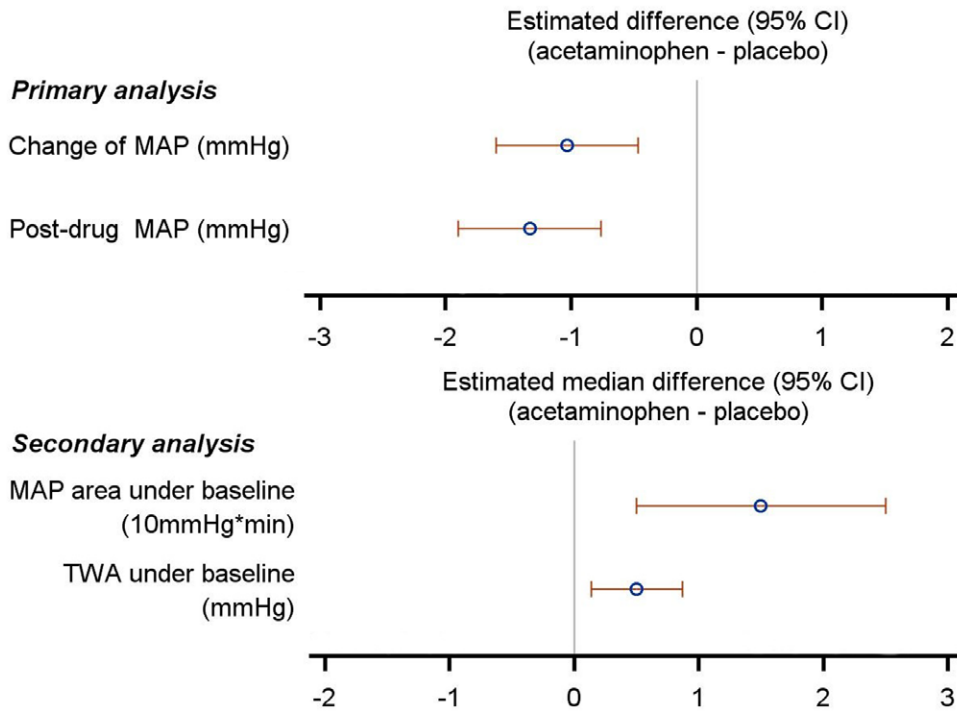 Estimated difference (95% CI)
(acetaminophen - placebo)
Primary analysis
Change of MAP (mmHg)
Post-drug MAP (mmHg)
-3 -2 -1 0 1 2
Estimated median difference (95% CI)
(acetaminophen - placebo)
Secondary analysis
MAP area under baseline
(10mmHg*min)
TWA under baseline
(mmHg)
-2 -1 0 1 2 3